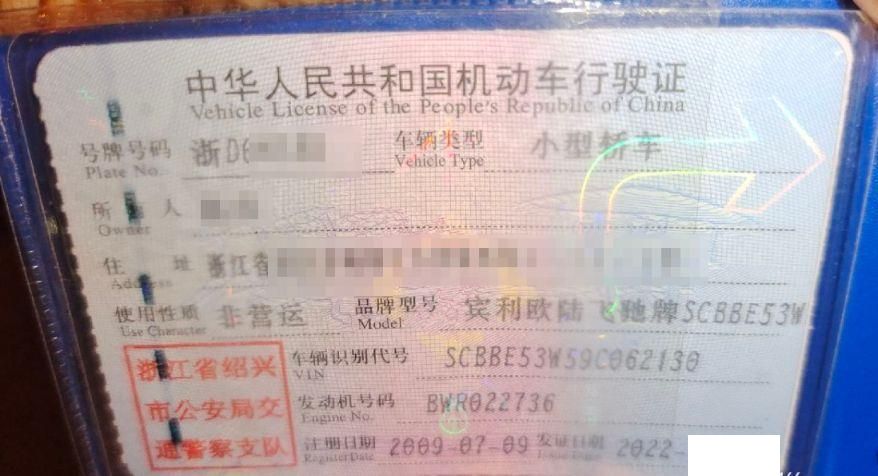 中华人民共和国机动车行驶证
Vehicle License of the People's Republic of China
号牌号码 浙D6 车辆类型 小型轿车
Plate No. Vehicle Type
所 人
Owner
住 址 浙江省
Address
使用性质 非营运 品牌型号 宾利欧陆飞驰牌SCBBE53W
Use Character Model
浙江省绍兴 车辆识别代号 SCBBE53W59C062130
VIN
市公安局交 发动机号码 BWR022736
Engine No.
通警察支队 注册日期 2009-07-09 发证日期 2022-
Register Date Issue Date